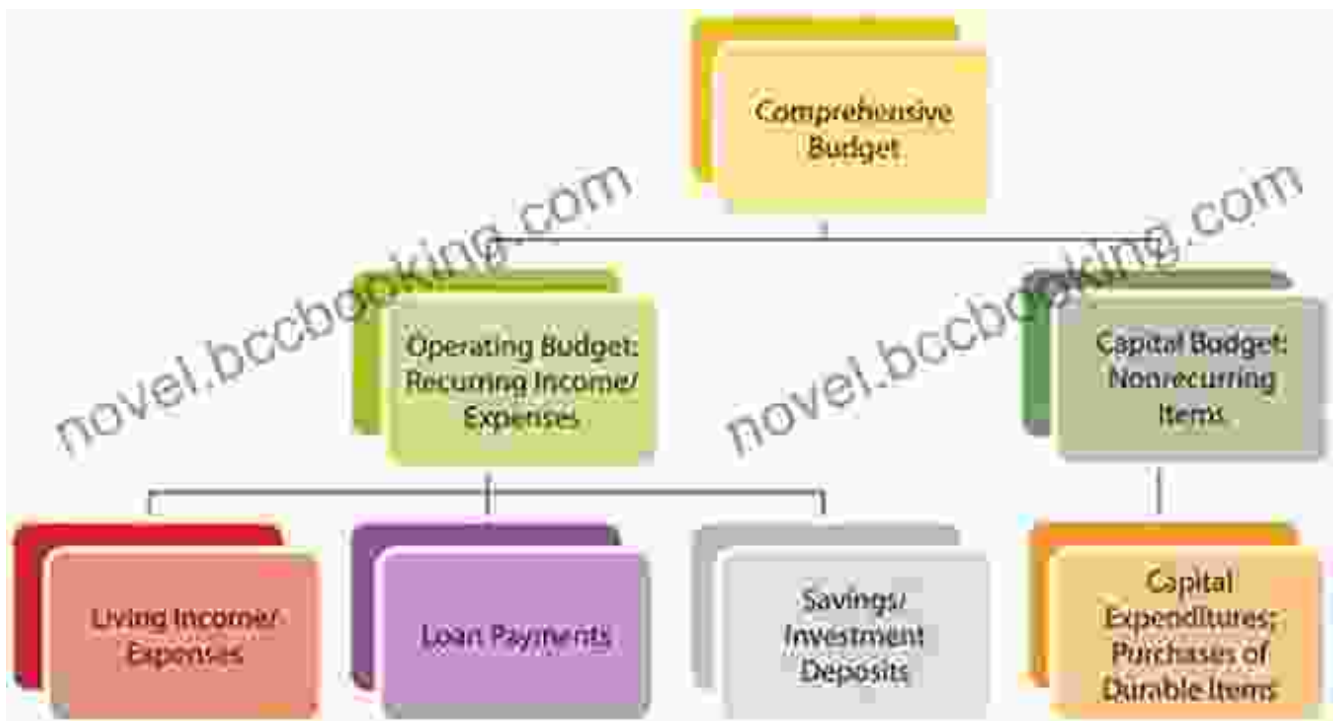 Comprehensive
Budget
novel.bccbooking.com
novel.bccbooking.com
Operating Budget:
Recurring Income/
Expenses
Capital Budget:
Nonrecurring
Items
Living Income/
Expenses
Loan Payments
Savings/
Investment
Deposits
Capital
Expenditures;
Purchases of
Durable Items